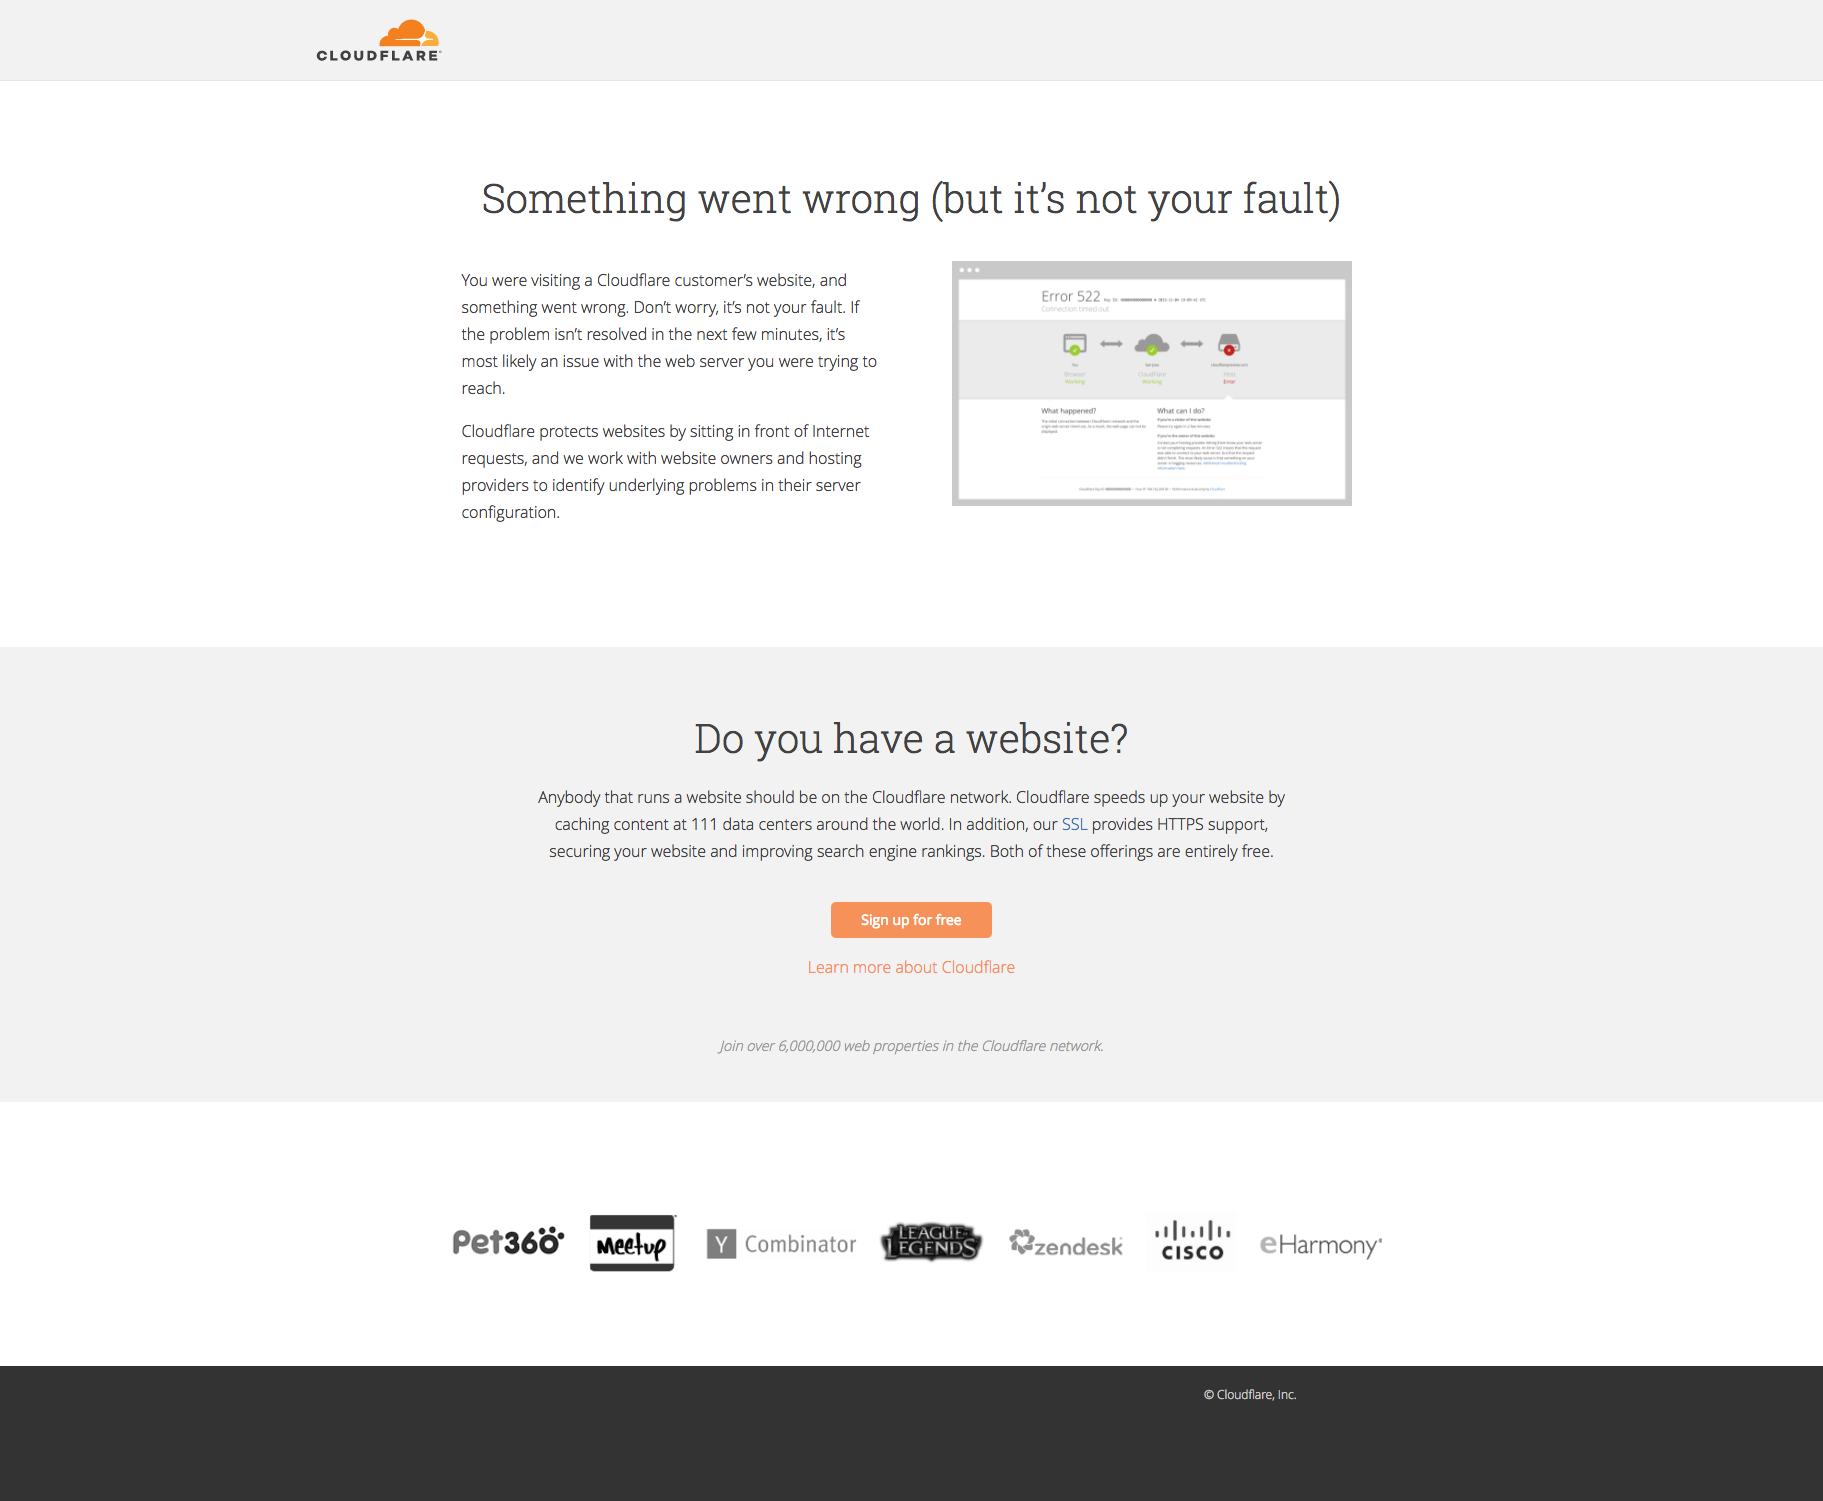 CLOUDFLARE
Something went wrong (but it’s not your fault)
You were visiting a Cloudflare customer’s website, and
something went wrong. Don’t worry, it’s not your fault. If
the problem isn’t resolved in the next few minutes, it’s
most likely an issue with the web server you were trying to
reach.
Cloudflare protects websites by sitting in front of Internet
requests, and we work with website owners and hosting
providers to identify underlying problems in their server
configuration.
Error 522
Connection timed out
You
Browser
Working
CloudFlare
Working
Host
Error
What happened?
What can I do?
Do you have a website?
Anybody that runs a website should be on the Cloudflare network. Cloudflare speeds up your website by
caching content at 111 data centers around the world. In addition, our SSL provides HTTPS support,
securing your website and improving search engine rankings. Both of these offerings are entirely free.
Sign up for free
Learn more about Cloudflare
Join over 6,000,000 web properties in the Cloudflare network.
Pet360 Meetup Y Combinator LEAGUE of LEGENDS zendesk CISCO eHarmony
© Cloudflare, Inc.